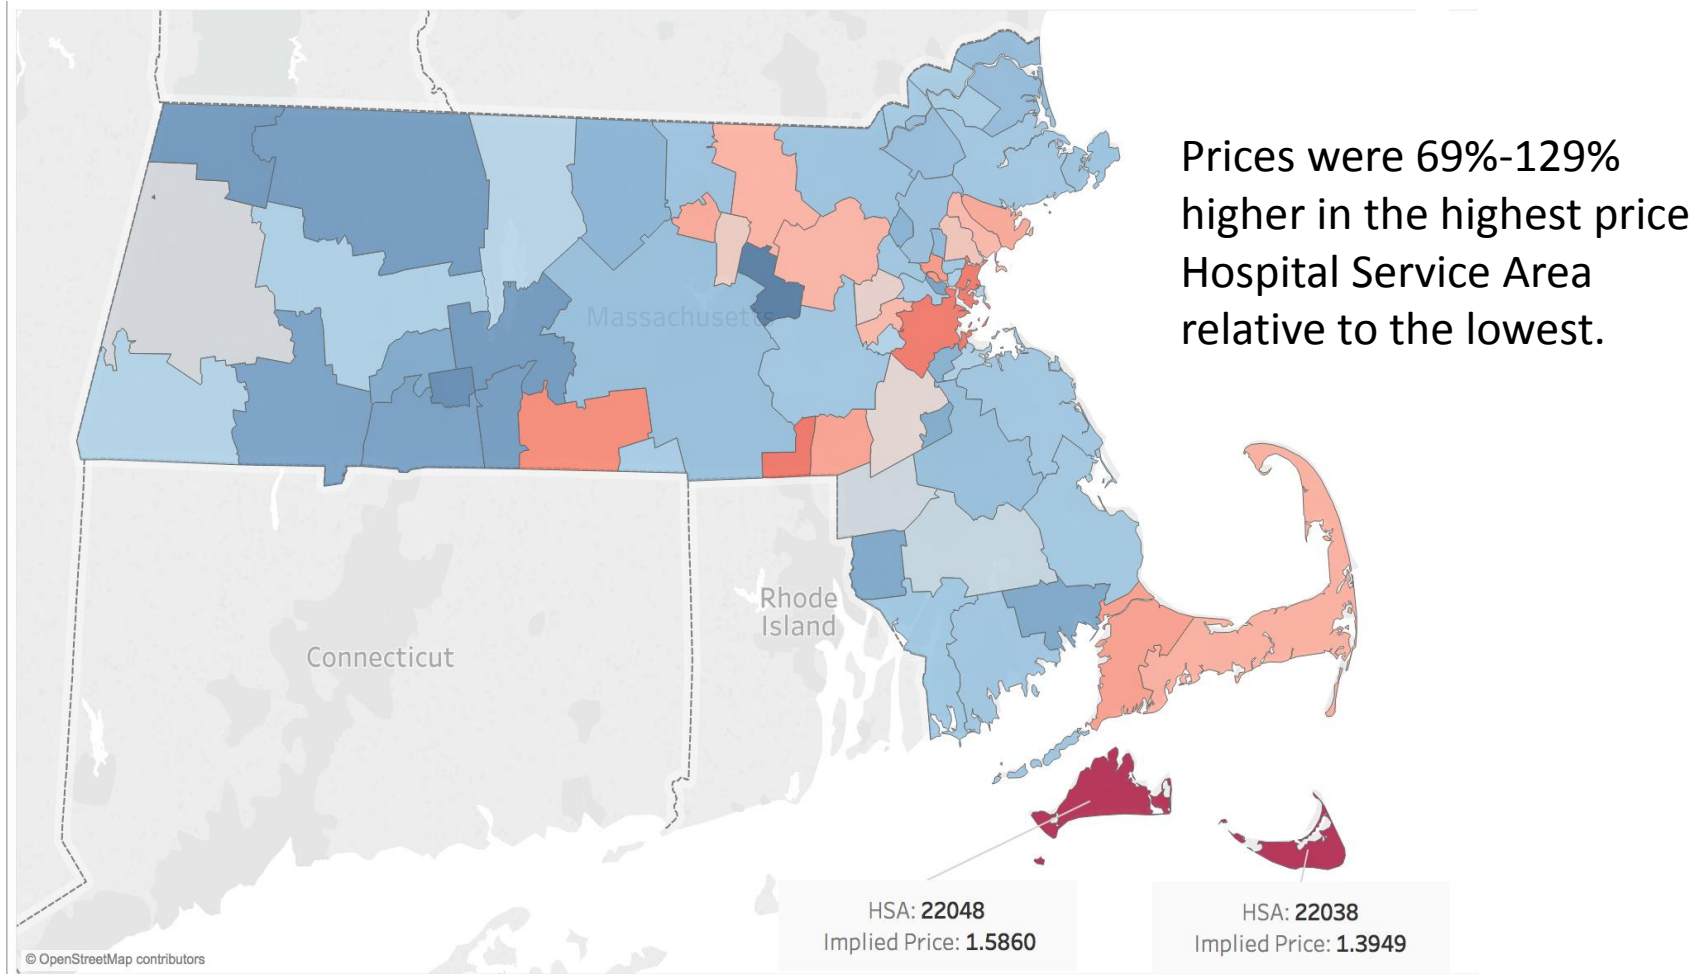 Massachusetts
Prices were 69%-129%
higher in the highest price
Hospital Service Area
relative to the lowest.
Rhode
Island
Connecticut
HSA: 22048
Implied Price: 1.5860
HSA: 22038
Implied Price: 1.3949
© OpenStreetMap contributors